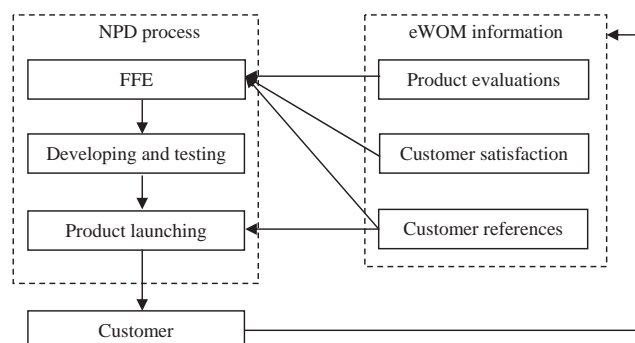 NPD process
FFE
Developing and testing
Product launching
Customer
eWOM information
Product evaluations
Customer satisfaction
Customer references